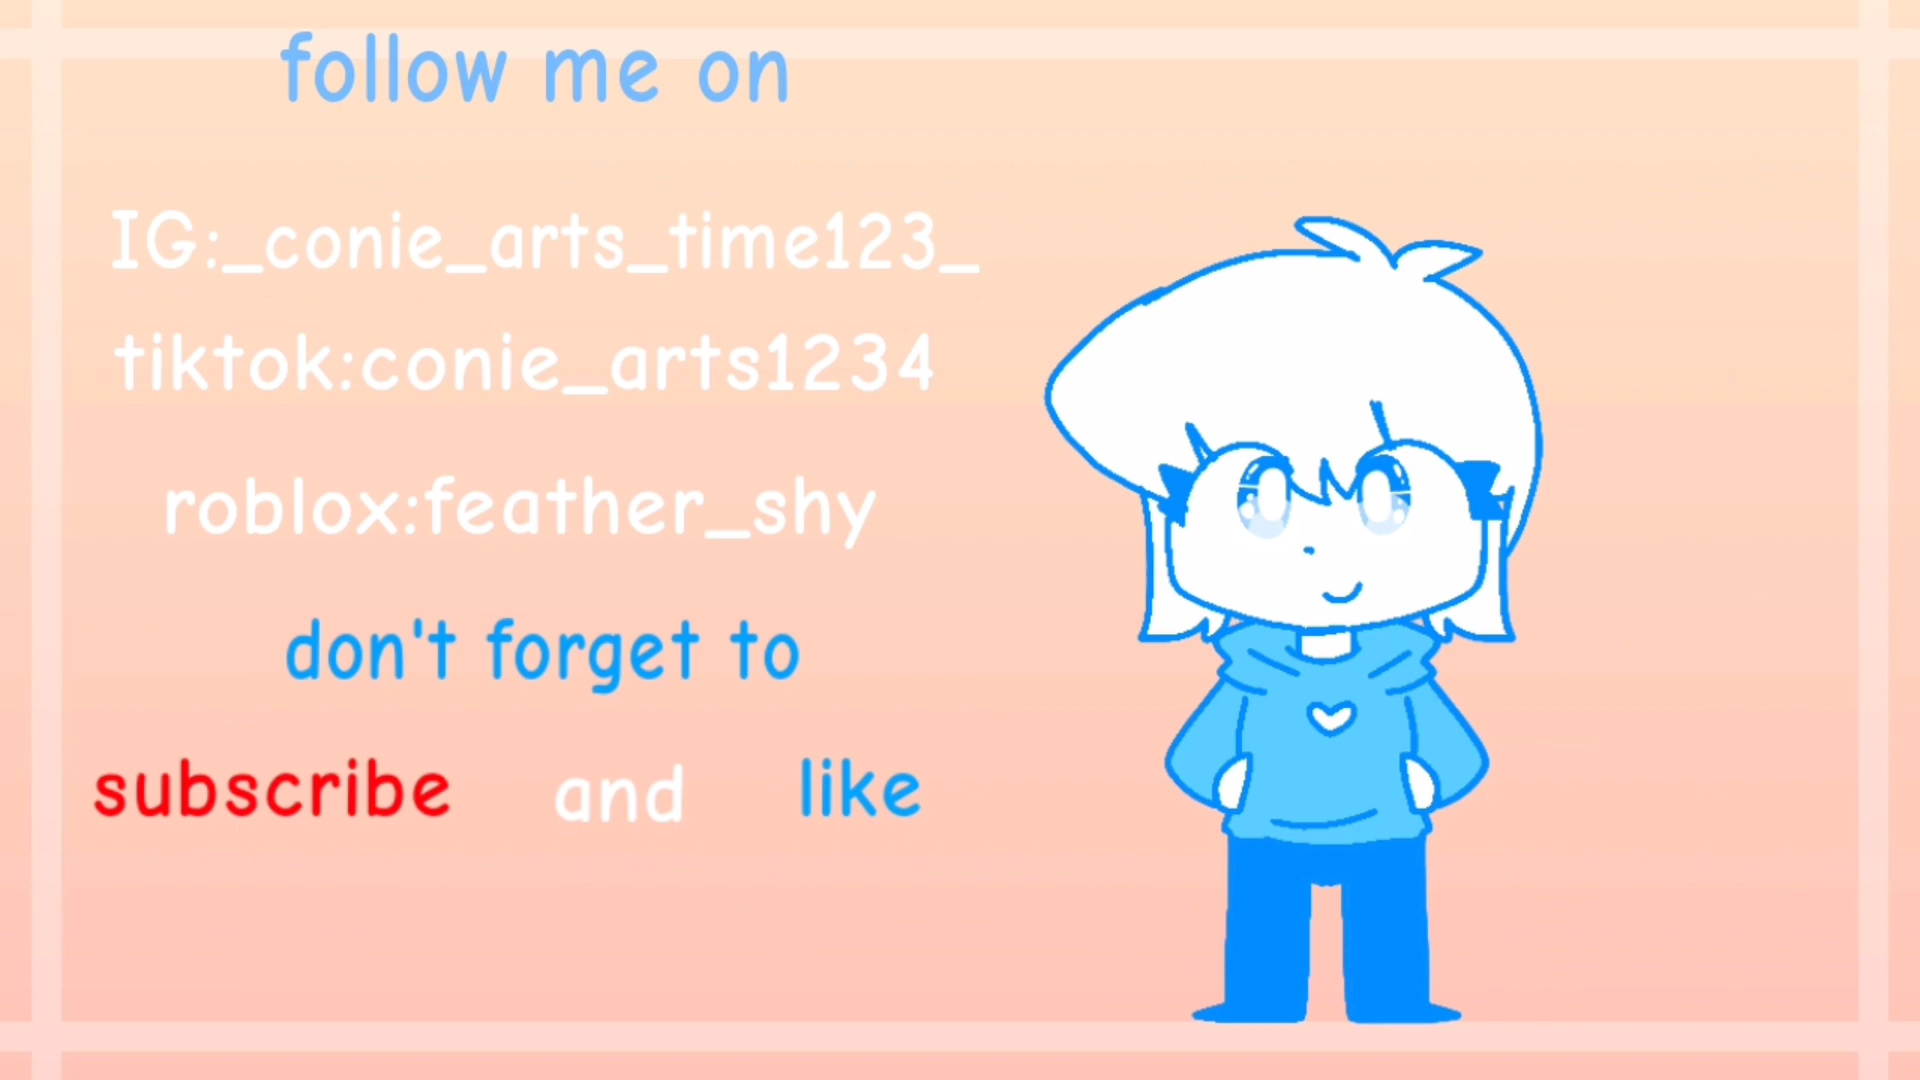 follow me on
IG:_conie_arts_time123_
tiktok:conie_arts1234
roblox:feather_shy
don't forget to
subscribe and like